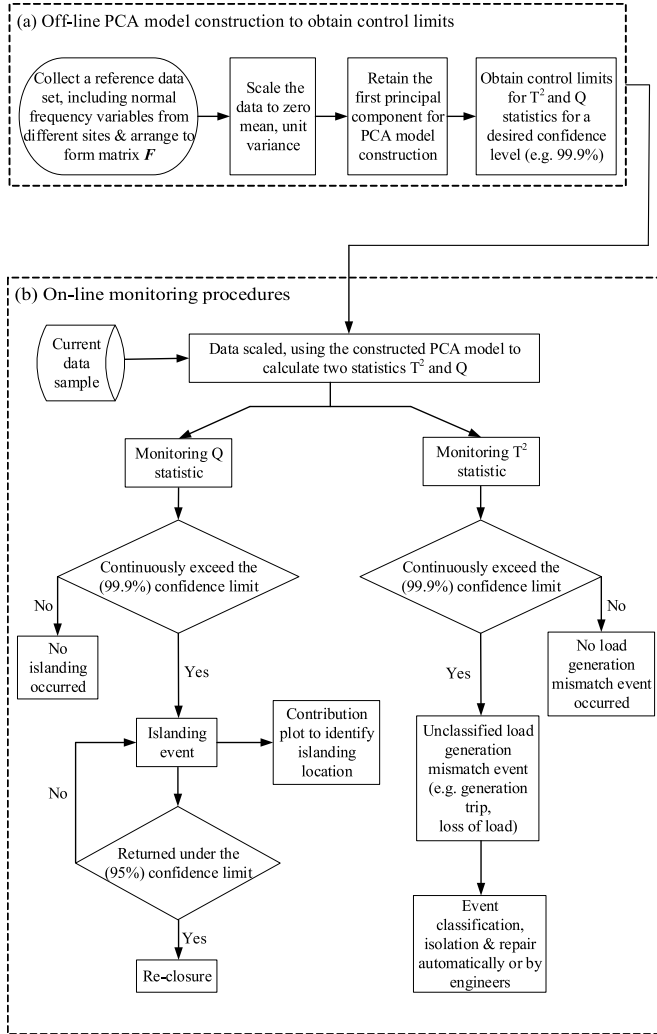 (a) Off-line PCA model construction to obtain control limits
Collect a reference data
set, including normal
frequency variables from
different sites & arrange to
form matrix F
Scale the
data to zero
mean, unit
variance
Retain the
first principal
component for
PCA model
construction
Obtain control limits
for T² and Q
statistics for a
desired confidence
level (e.g. 99.9%)
(b) On-line monitoring procedures
Current
data
sample
Data scaled, using the constructed PCA model to
calculate two statistics T² and Q
Monitoring Q
statistic
Monitoring T²
statistic
Continuously exceed the
(99.9%) confidence limit
Continuously exceed the
(99.9%) confidence limit
No
No
islanding
occurred
Yes
Yes
No
No load
generation
mismatch event
occurred
Islanding
event
Contribution
plot to identify
islanding
location
Unclassified load
generation
mismatch event
(e.g. generation
trip,
loss of load)
No
Returned under the
(95%) confidence limit
Yes
Re-closure
Event
classification,
isolation & repair
automatically or by
engineers